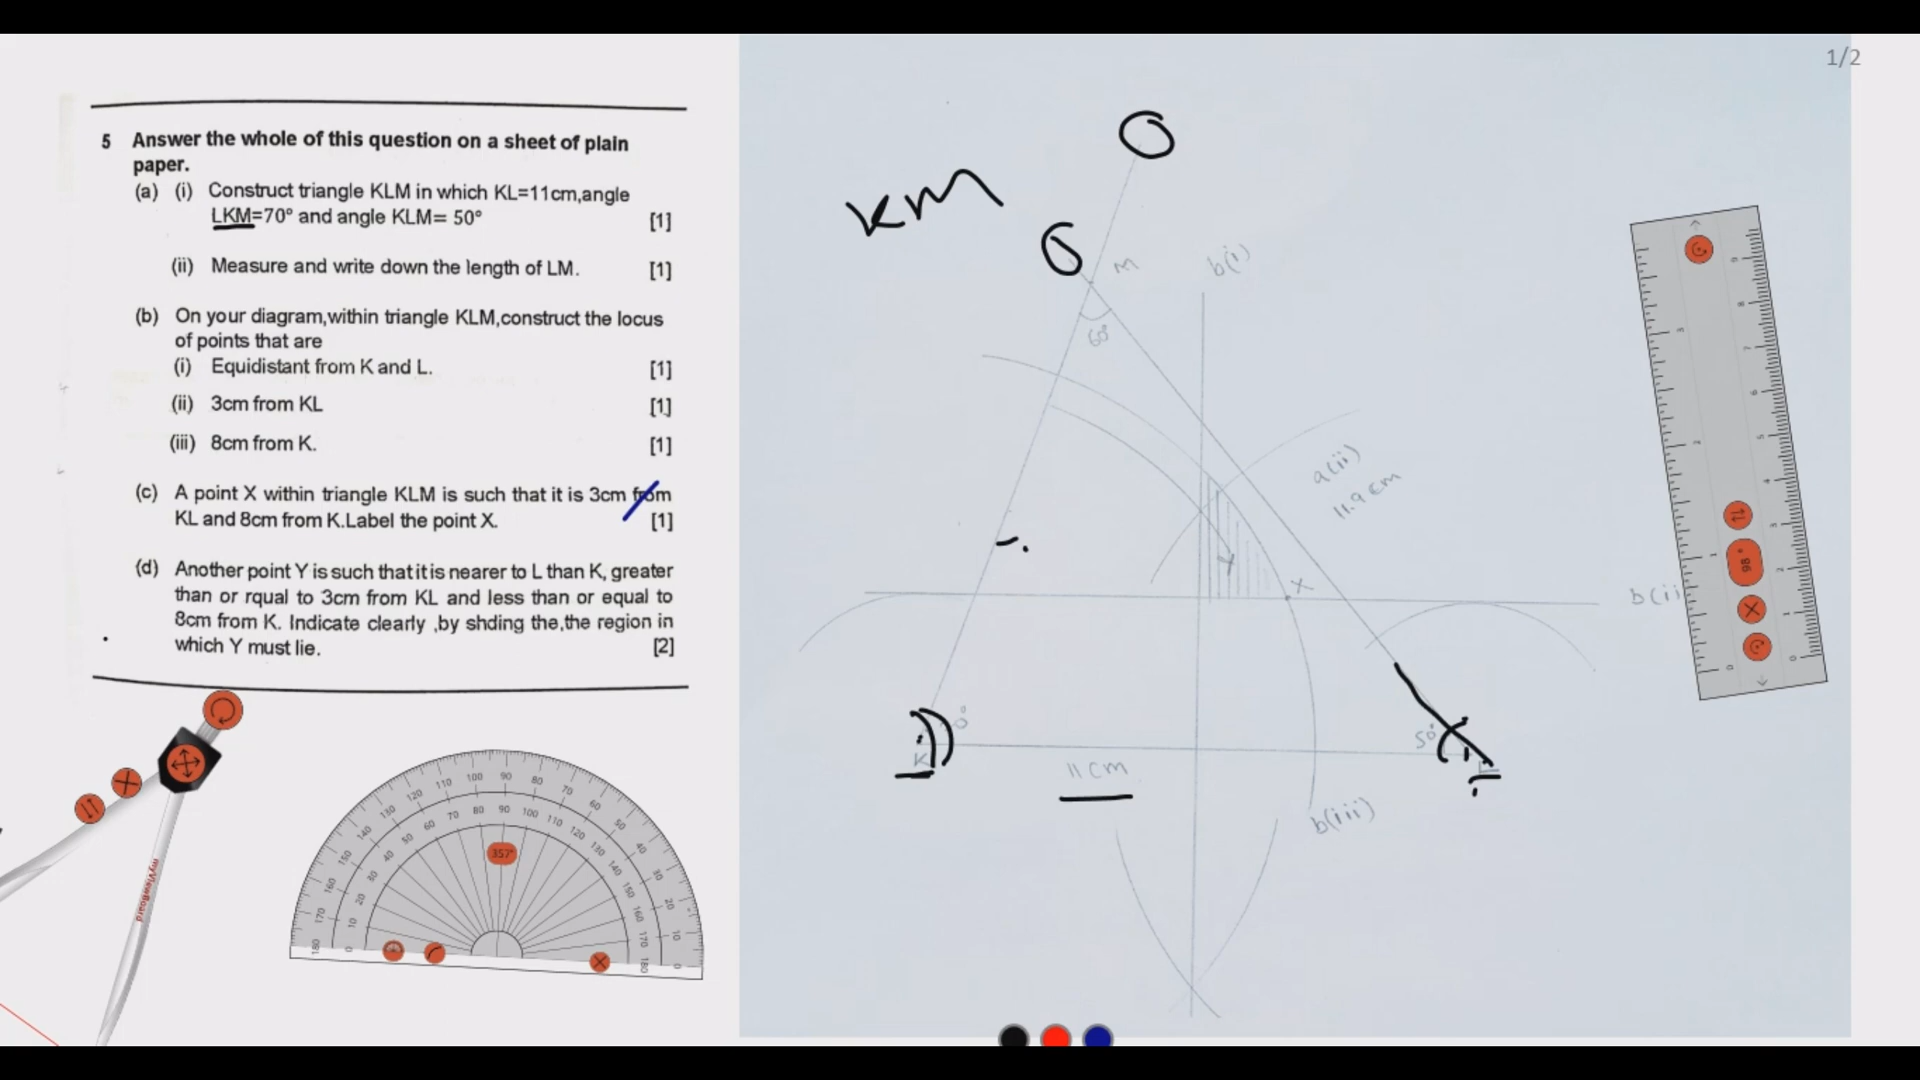 1/2
5 Answer the whole of this question on a sheet of plain
paper.
(a) (i) Construct triangle KLM in which KL=11cm,angle
LKM=70° and angle KLM= 50° [1]
(ii) Measure and write down the length of LM. [1]
(b) On your diagram,within triangle KLM,construct the locus
of points that are
(i) Equidistant from K and L. [1]
(ii) 3cm from KL [1]
(iii) 8cm from K. [1]
(c) A point X within triangle KLM is such that it is 3cm from
KL and 8cm from K.Label the point X. [1]
(d) Another point Y is such that it is nearer to L than K, greater
than or rqual to 3cm from KL and less than or equal to
8cm from K. Indicate clearly ,by shding the,the region in
which Y must lie. [2]
km
M
b(i)
60°
a(ii)
11.9cm
Y
X
b(ii
50°
K
11cm
L
b(iii)
357°
98°
myViewBoard